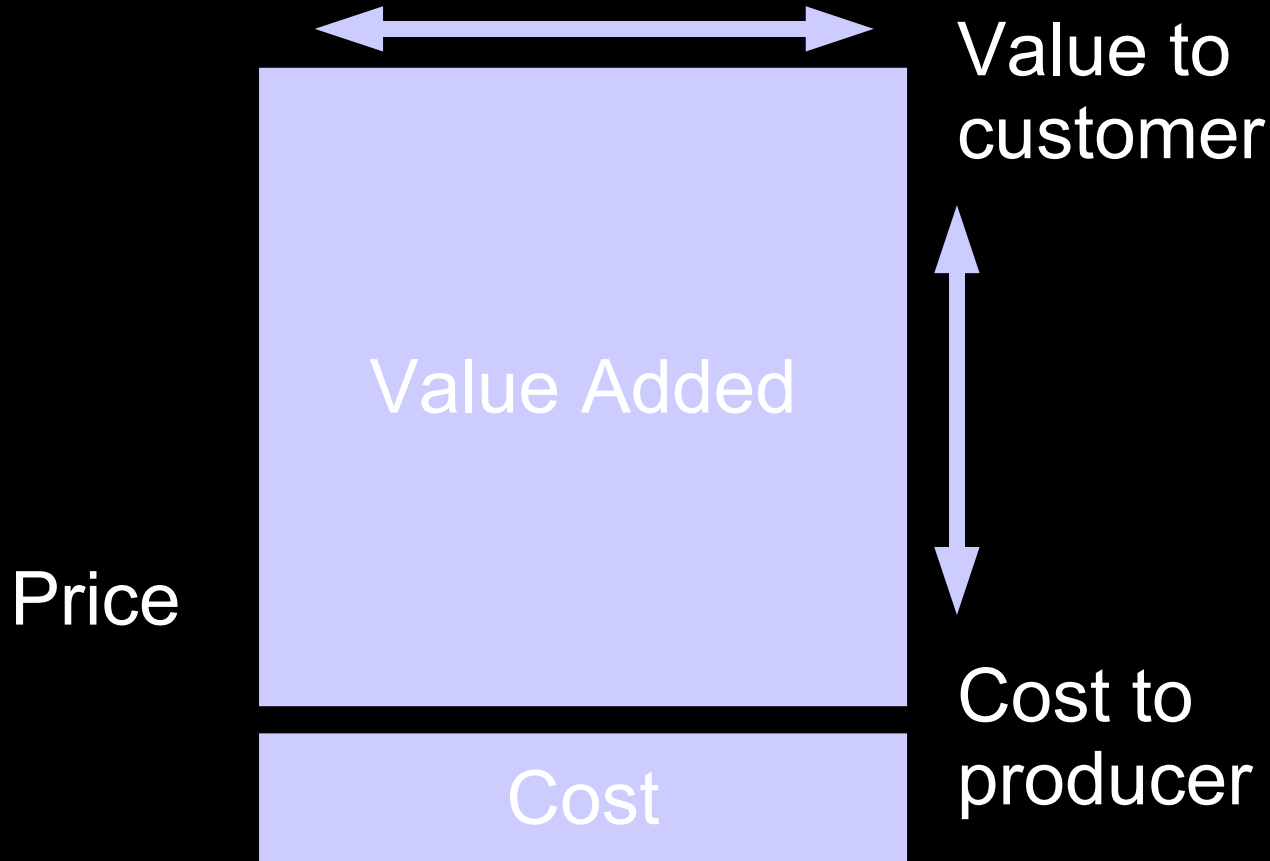 Value to
customer
Value Added
Price
Cost to
producer
Cost